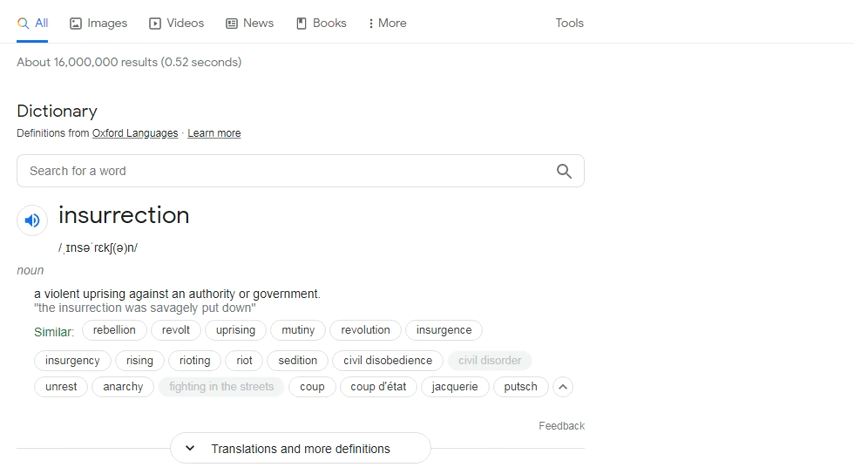 All Images Videos News Books More Tools
About 16,000,000 results (0.52 seconds)
Dictionary
Definitions from Oxford Languages · Learn more
Search for a word
insurrection
/ˌɪnsəˈrɛkʃ(ə)n/
noun
a violent uprising against an authority or government.
"the insurrection was savagely put down"
Similar: rebellion revolt uprising mutiny revolution insurgence
insurgency rising rioting riot sedition civil disobedience civil disorder
unrest anarchy fighting in the streets coup coup d'état jacquerie putsch
Feedback
Translations and more definitions